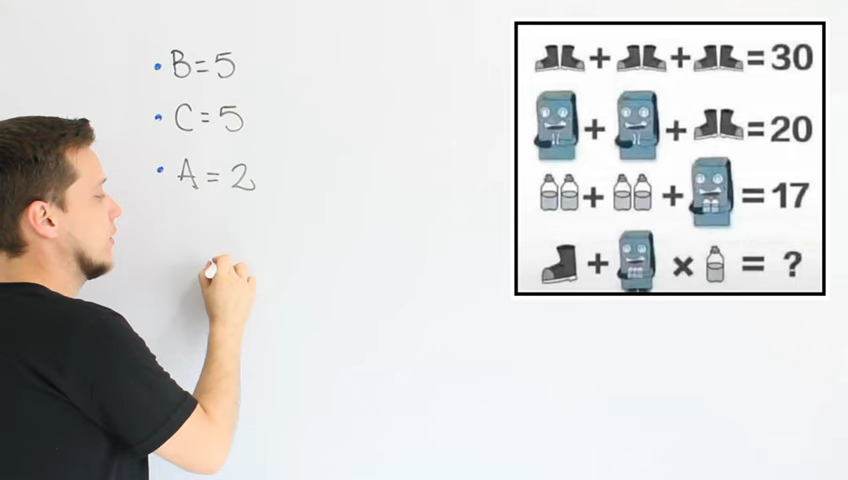 • B=5
• C=5
• A=2
+ + =30
+ + =20
+ + =17
+ × = ?